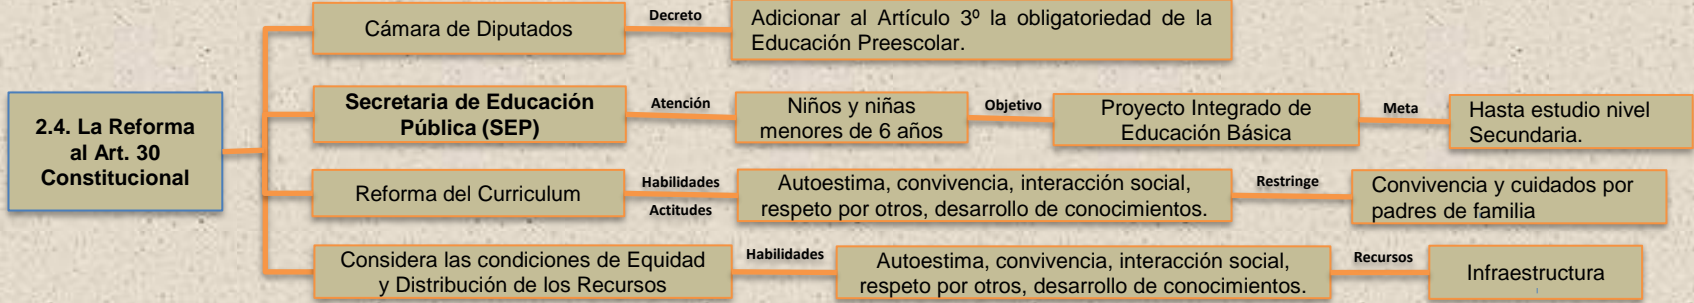 2.4. La Reforma
al Art. 30
Constitucional
Cámara de Diputados
Decreto
Adicionar al Artículo 3º la obligatoriedad de la
Educación Preescolar.
Secretaria de Educación
Pública (SEP)
Atención
Niños y niñas
menores de 6 años
Objetivo
Proyecto Integrado de
Educación Básica
Meta
Hasta estudio nivel
Secundaria.
Reforma del Curriculum
Habilidades
Actitudes
Autoestima, convivencia, interacción social,
respeto por otros, desarrollo de conocimientos.
Restringe
Convivencia y cuidados por
padres de familia
Considera las condiciones de Equidad
y Distribución de los Recursos
Habilidades
Autoestima, convivencia, interacción social,
respeto por otros, desarrollo de conocimientos.
Recursos
Infraestructura